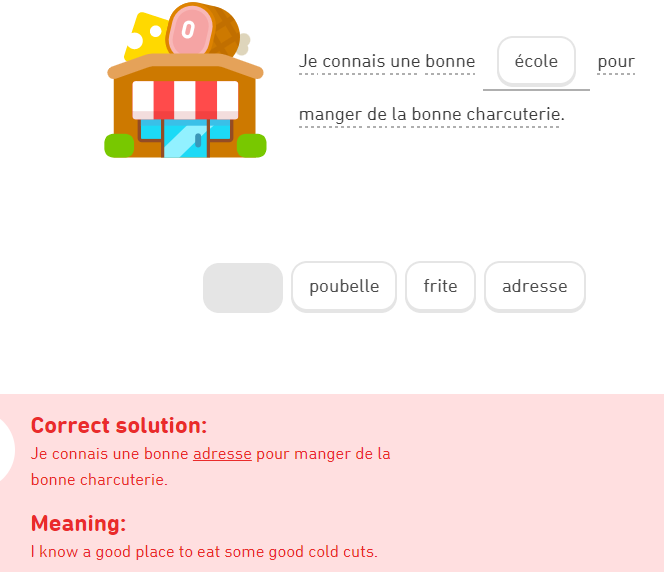 Je connais une bonne école pour
manger de la bonne charcuterie.
poubelle frite adresse
Correct solution:
Je connais une bonne adresse pour manger de la
bonne charcuterie.
Meaning:
I know a good place to eat some good cold cuts.